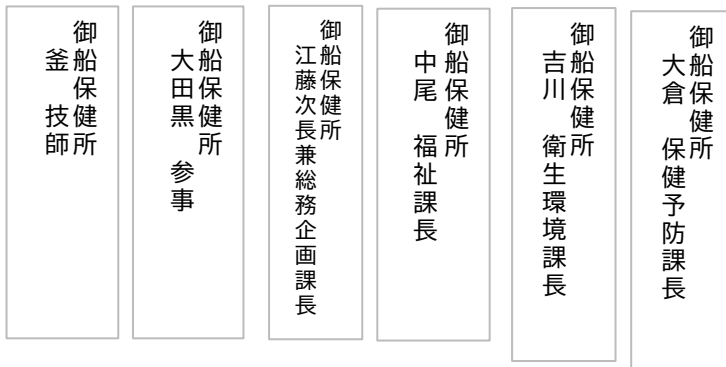 御船保健所
大倉　保健予防課長
御船保健所
吉川　衛生環境課長
御船保健所
中尾　福祉課長
御船保健所
江藤次長兼総務企画課長
御船保健所
大田黒　参事
御船保健所
釜　技師